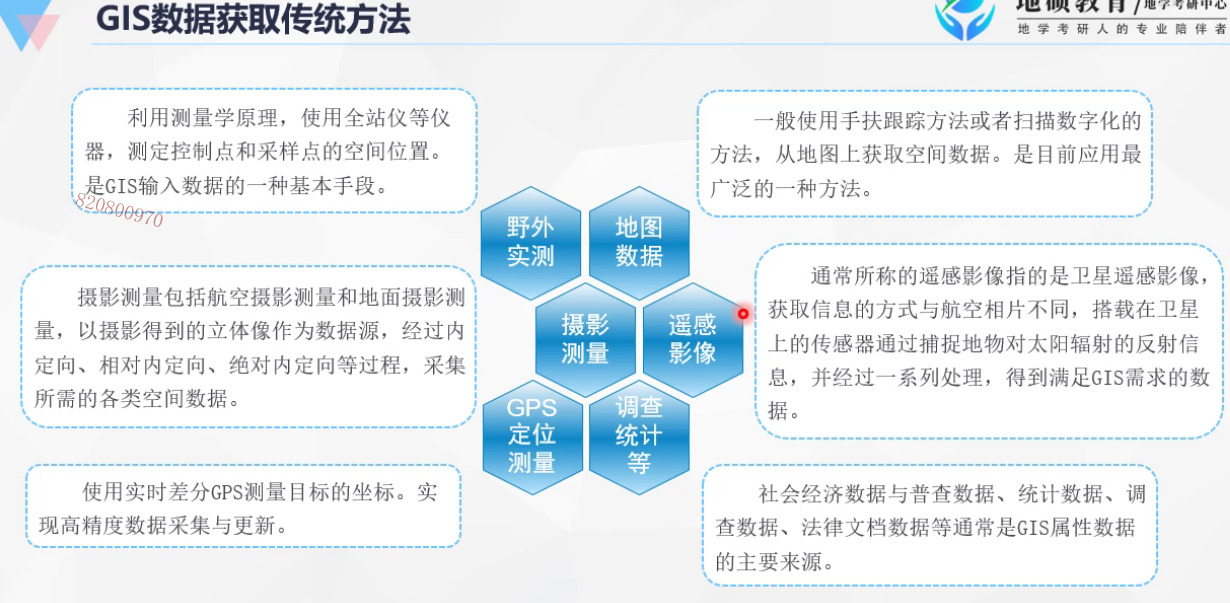 GIS数据获取传统方法
地硕教育/地学考研中心
地学考研人的专业陪伴者
利用测量学原理，使用全站仪等仪
器，测定控制点和采样点的空间位置。
是GIS输入数据的一种基本手段。
820800970
一般使用手扶跟踪方法或者扫描数字化的
方法，从地图上获取空间数据。是目前应用最
广泛的一种方法。
野外
实测
地图
数据
摄影测量包括航空摄影测量和地面摄影测
量，以摄影得到的立体像作为数据源，经过内
定向、相对内定向、绝对内定向等过程，采集
所需的各类空间数据。
摄影
测量
遥感
影像
通常所称的遥感影像指的是卫星遥感影像，
获取信息的方式与航空相片不同，搭载在卫星
上的传感器通过捕捉地物对太阳辐射的反射信
息，并经过一系列处理，得到满足GIS需求的数
据。
GPS
定位
测量
调查
统计
等
使用实时差分GPS测量目标的坐标。实
现高精度数据采集与更新。
社会经济数据与普查数据、统计数据、调
查数据、法律文档数据等通常是GIS属性数据
的主要来源。